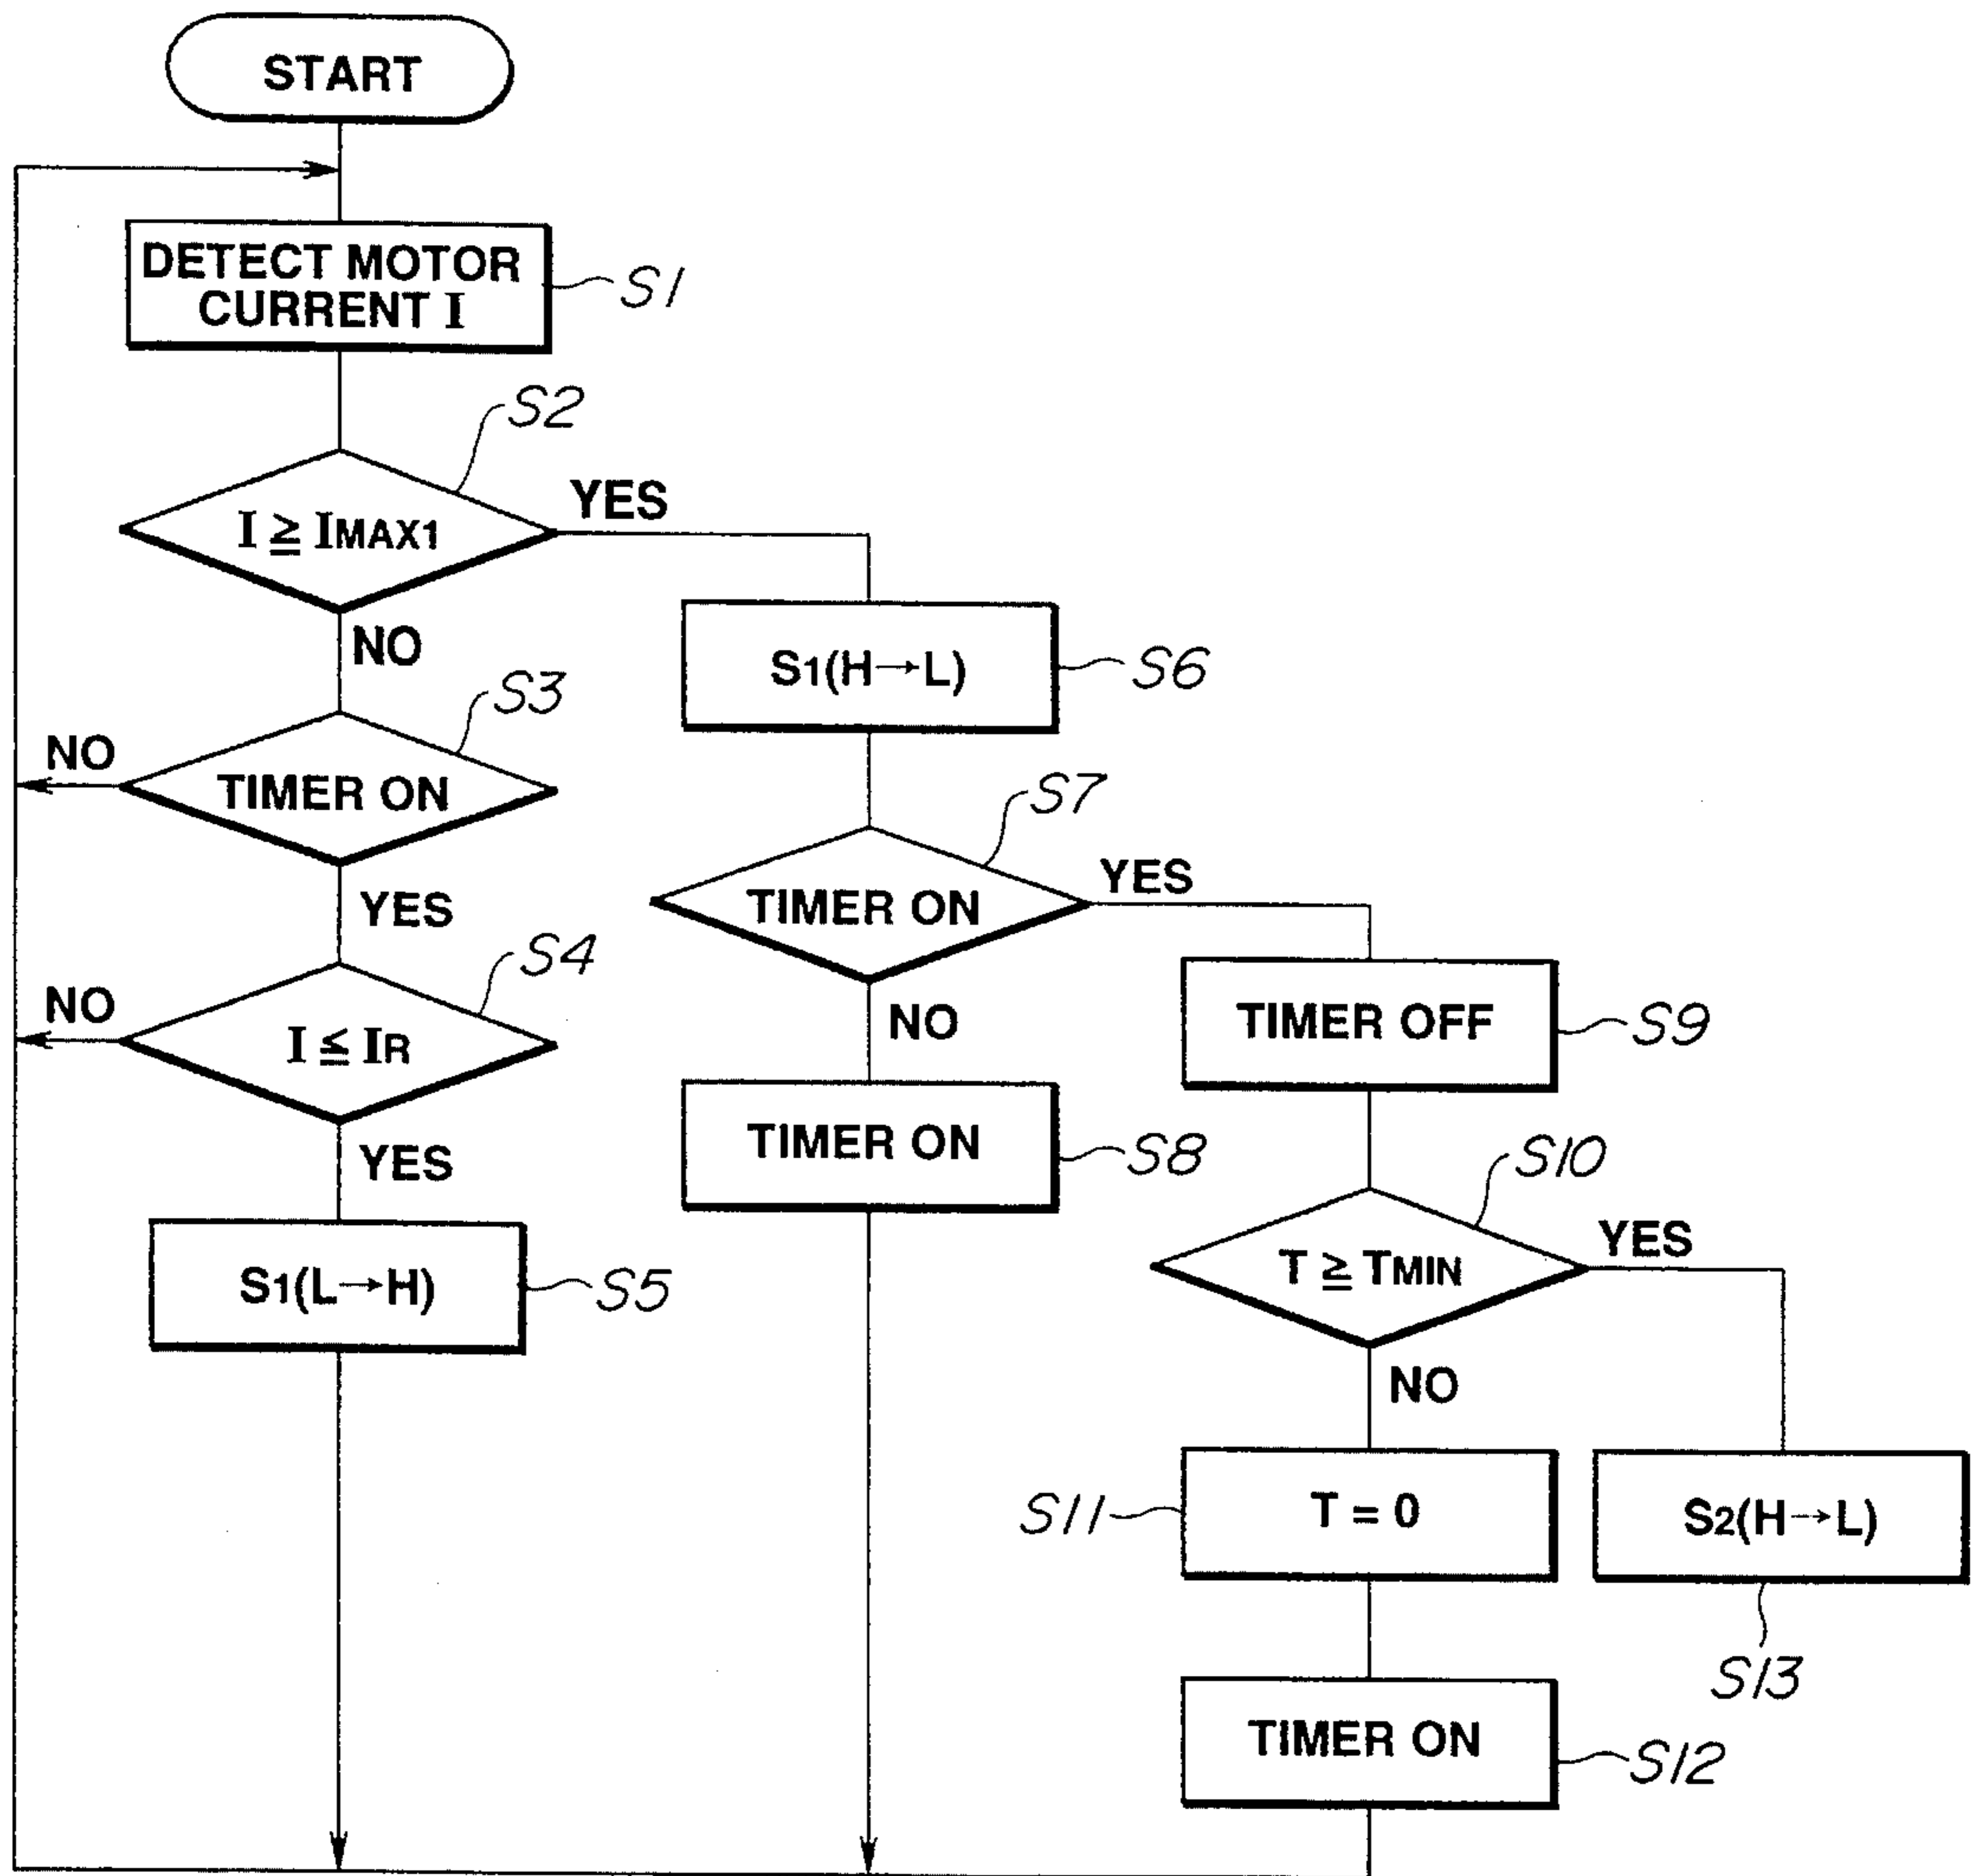 START
DETECT MOTOR
CURRENT I
S1
S2
I ≧ IMAX1
YES
NO
S3
NO
TIMER ON
YES
S4
NO
I ≦ IR
YES
S1(L→H)
S5
S1(H→L)
S6
S7
TIMER ON
YES
NO
TIMER ON
S8
TIMER OFF
S9
S10
T ≧ TMIN
YES
NO
S11
T = 0
S2(H→L)
S13
TIMER ON
S12